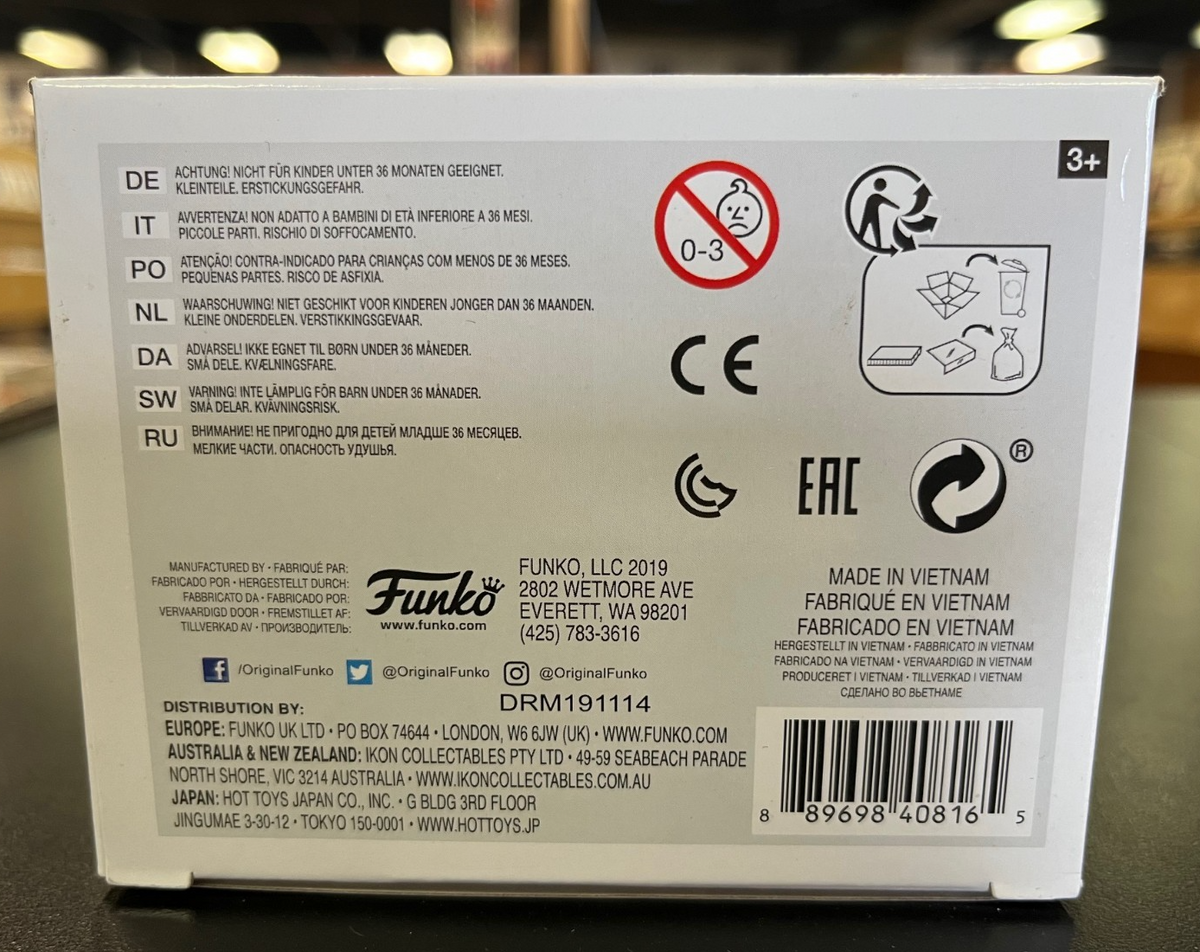 3+
DE
ACHTUNG! NICHT FÜR KINDER UNTER 36 MONATEN GEEIGNET.
KLEINTEILE. ERSTICKUNGSGEFAHR.
IT
AVVERTENZA! NON ADATTO A BAMBINI DI ETÀ INFERIORE A 36 MESI.
PICCOLE PARTI. RISCHIO DI SOFFOCAMENTO.
PO
ATENÇÃO! CONTRA-INDICADO PARA CRIANÇAS COM MENOS DE 36 MESES.
PEQUENAS PARTES. RISCO DE ASFIXIA.
NL
WAARSCHUWING! NIET GESCHIKT VOOR KINDEREN JONGER DAN 36 MAANDEN.
KLEINE ONDERDELEN. VERSTIKKINGSGEVAAR.
DA
ADVARSEL! IKKE EGNET TIL BØRN UNDER 36 MÅNEDER.
SMÅ DELE. KVÆLNINGSFARE.
SW
VARNING! INTE LÄMPLIG FÖR BARN UNDER 36 MÅNADER.
SMÅ DELAR. KVÄVNINGSRISK.
RU
ВНИМАНИЕ! НЕ ПРИГОДНО ДЛЯ ДЕТЕЙ МЛАДШЕ 36 МЕСЯЦЕВ.
МЕЛКИЕ ЧАСТИ. ОПАСНОСТЬ УДУШЬЯ.
0-3
CE
EAC
®
MANUFACTURED BY • FABRIQUÉ PAR:
FABRICADO POR • HERGESTELLT DURCH:
FABBRICATO DA • FABRICADO POR:
VERVAARDIGD DOOR • FREMSTILLET AF:
TILLVERKAD AV • ПРОИЗВОДИТЕЛЬ:
Funko
www.funko.com
FUNKO, LLC 2019
2802 WETMORE AVE
EVERETT, WA 98201
(425) 783-3616
/OriginalFunko @OriginalFunko @OriginalFunko
DRM191114
DISTRIBUTION BY:
EUROPE: FUNKO UK LTD • PO BOX 74644 • LONDON, W6 6JW (UK) • WWW.FUNKO.COM
AUSTRALIA & NEW ZEALAND: IKON COLLECTABLES PTY LTD • 49-59 SEABEACH PARADE
NORTH SHORE, VIC 3214 AUSTRALIA • WWW.IKONCOLLECTABLES.COM.AU
JAPAN: HOT TOYS JAPAN CO., INC. • G BLDG 3RD FLOOR
JINGUMAE 3-30-12 • TOKYO 150-0001 • WWW.HOTTOYS.JP
MADE IN VIETNAM
FABRIQUÉ EN VIETNAM
FABRICADO EN VIETNAM
HERGESTELLT IN VIETNAM • FABBRICATO IN VIETNAM
FABRICADO NA VIETNAM • VERVAARDIGD IN VIETNAM
PRODUCERET I VIETNAM • TILLVERKAD I VIETNAM
СДЕЛАНО ВО ВЬЕТНАМЕ
8 89698 40816 5